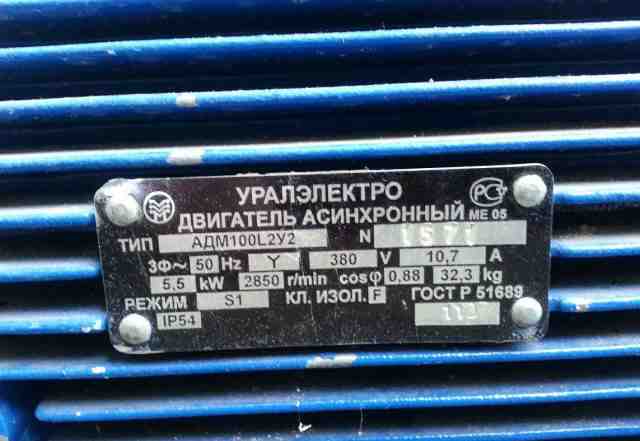 УРАЛЭЛЕКТРО
ДВИГАТЕЛЬ АСИНХРОННЫЙ МЕ 05
ТИП АДМ100L2У2 N
3Ф~ 50 Hz Y 380 V 10,7 A
5,5 kW 2850 r/min cosφ 0,88 32,3 kg
РЕЖИМ S1 КЛ. ИЗОЛ. F ГОСТ Р 51689
IP54